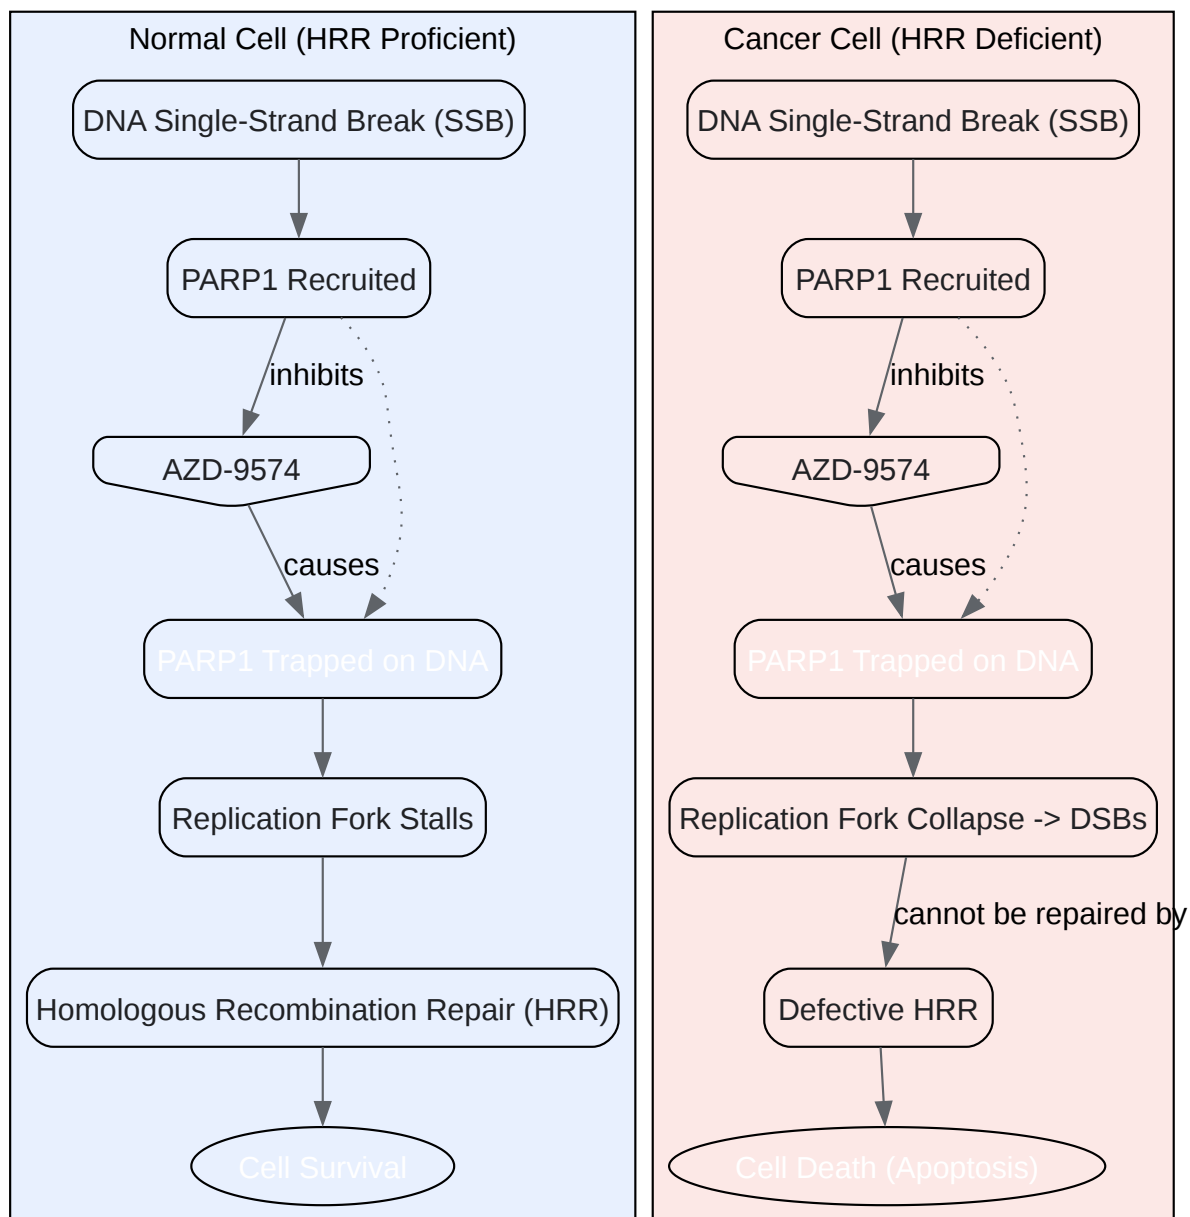 Normal Cell (HRR Proficient)
DNA Single-Strand Break (SSB)
PARP1 Recruited
inhibits
AZD-9574
causes
PARP1 Trapped on DNA
Replication Fork Stalls
Homologous Recombination Repair (HRR)
Cell Survival
Cancer Cell (HRR Deficient)
DNA Single-Strand Break (SSB)
PARP1 Recruited
inhibits
AZD-9574
causes
PARP1 Trapped on DNA
Replication Fork Collapse -> DSBs
cannot be repaired by
Defective HRR
Cell Death (Apoptosis)